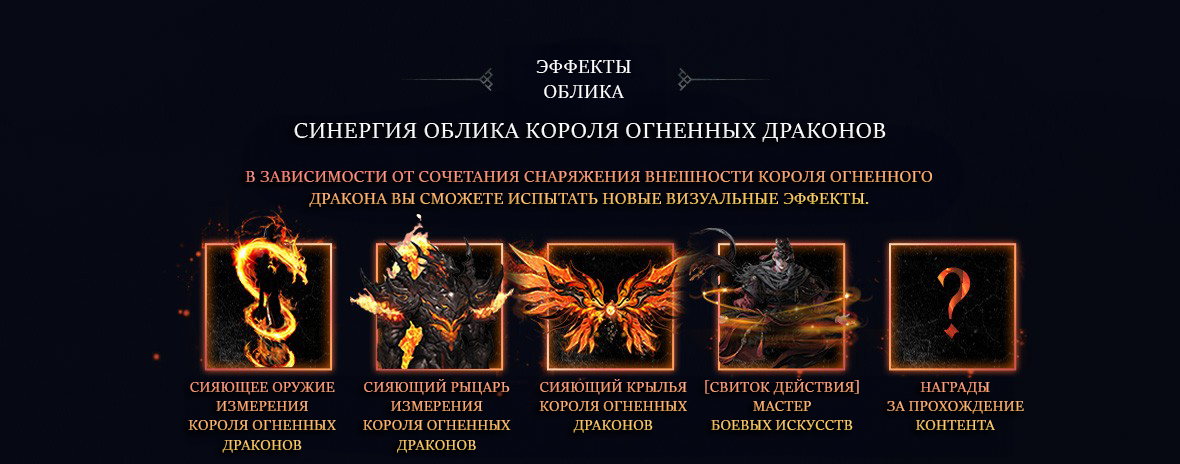 ЭФФЕКТЫ
ОБЛИКА
СИНЕРГИЯ ОБЛИКА КОРОЛЯ ОГНЕННЫХ ДРАКОНОВ
В ЗАВИСИМОСТИ ОТ СОЧЕТАНИЯ СНАРЯЖЕНИЯ ВНЕШНОСТИ КОРОЛЯ ОГНЕННОГО
ДРАКОНА ВЫ СМОЖЕТЕ ИСПЫТАТЬ НОВЫЕ ВИЗУАЛЬНЫЕ ЭФФЕКТЫ.
?
СИЯЮЩЕЕ ОРУЖИЕ
ИЗМЕРЕНИЯ
КОРОЛЯ ОГНЕННЫХ
ДРАКОНОВ
СИЯЮЩИЙ РЫЦАРЬ
ИЗМЕРЕНИЯ
КОРОЛЯ ОГНЕННЫХ
ДРАКОНОВ
СИЯЮЩИЙ КРЫЛЬЯ
КОРОЛЯ ОГНЕННЫХ
ДРАКОНОВ
[СВИТОК ДЕЙСТВИЯ]
МАСТЕР
БОЕВЫХ ИСКУССТВ
НАГРАДЫ
ЗА ПРОХОЖДЕНИЕ
КОНТЕНТА